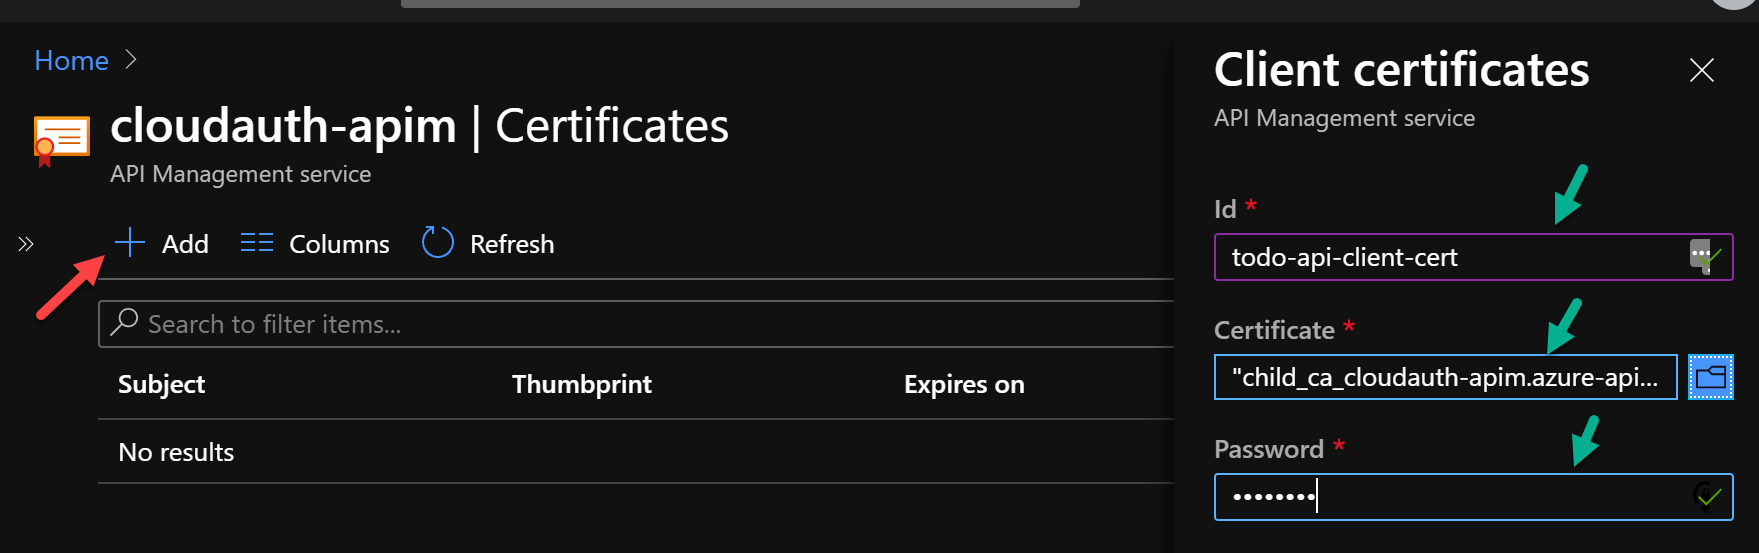 Home
cloudauth-apim | Certificates
API Management service
Add
Columns
Refresh
Search to filter items...
Subject
Thumbprint
Expires on
No results
Client certificates
API Management service
Id *
todo-api-client-cert
Certificate *
"child_ca_cloudauth-apim.azure-api...
Password *
••••••••